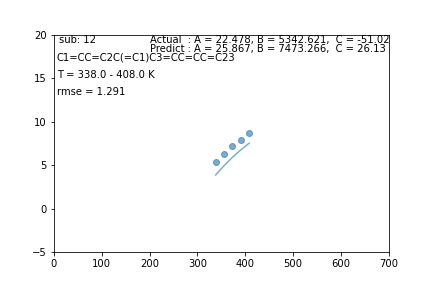 sub: 12 Actual : A = 22.478, B = 5342.621, C = -51.02
Predict : A = 25.867, B = 7473.266, C = 26.13
C1=CC=C2C(=C1)C3=CC=CC=C23
T = 338.0 - 408.0 K
rmse = 1.291
20
15
10
5
0
−5
0 100 200 300 400 500 600 700